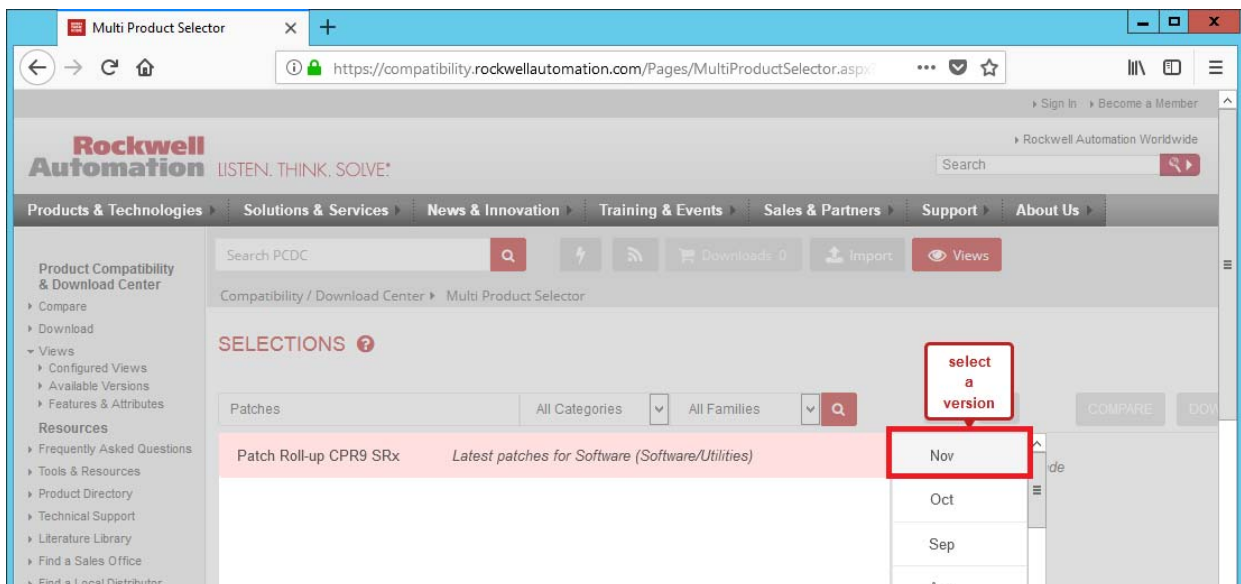 Multi Product Selector
https://compatibility.rockwellautomation.com/Pages/MultiProductSelector.aspx?
Sign In Become a Member
Rockwell Automation
LISTEN. THINK. SOLVE.
Rockwell Automation Worldwide
Search
Products & Technologies Solutions & Services News & Innovation Training & Events Sales & Partners Support About Us
Search PCDC
Downloads 0 Import Views
Compatibility / Download Center Multi Product Selector
Product Compatibility
& Download Center
Compare
Download
Views
Configured Views
Available Versions
Features & Attributes
Resources
Frequently Asked Questions
Tools & Resources
Product Directory
Technical Support
Literature Library
Find a Sales Office
Find a Local Distributor
SELECTIONS
select
a
version
Patches All Categories All Families COMPARE
Patch Roll-up CPR9 SRx Latest patches for Software (Software/Utilities) Nov
Oct
Sep